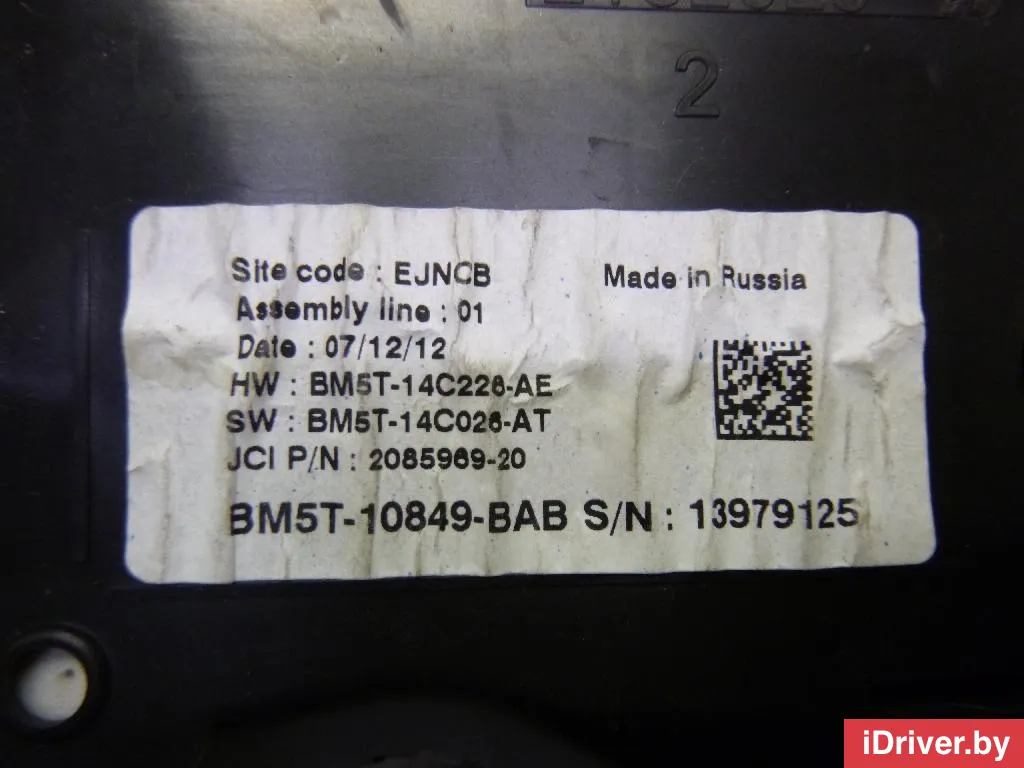 2
Site code : EJNCB Made in Russia
Assembly line : 01
Date : 07/12/12
HW : BM5T-14C226-AE
SW : BM5T-14C026-AT
JCI P/N : 2085969-20
BM5T-10849-BAB S/N : 13979125
iDriver.by